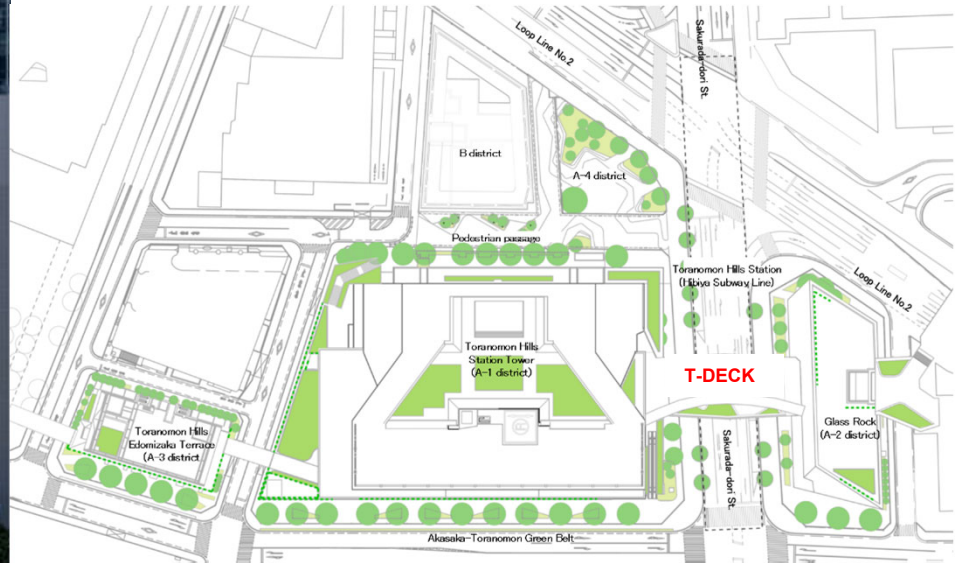 Loop Line No.2
Sakurada-dori St.
B district
A-4 district
Pedestrian passage
Toranomon Hills Station
(Hibiya Subway Line)
Loop Line No.2
Toranomon Hills
Station Tower
(A-1 district)
T-DECK
Toranomon Hills
Edomizaka Terrace
(A-3 district
Glass Rock
(A-2 district)
Sakurada-dori St.
Akasaka-Toranomon Green Belt